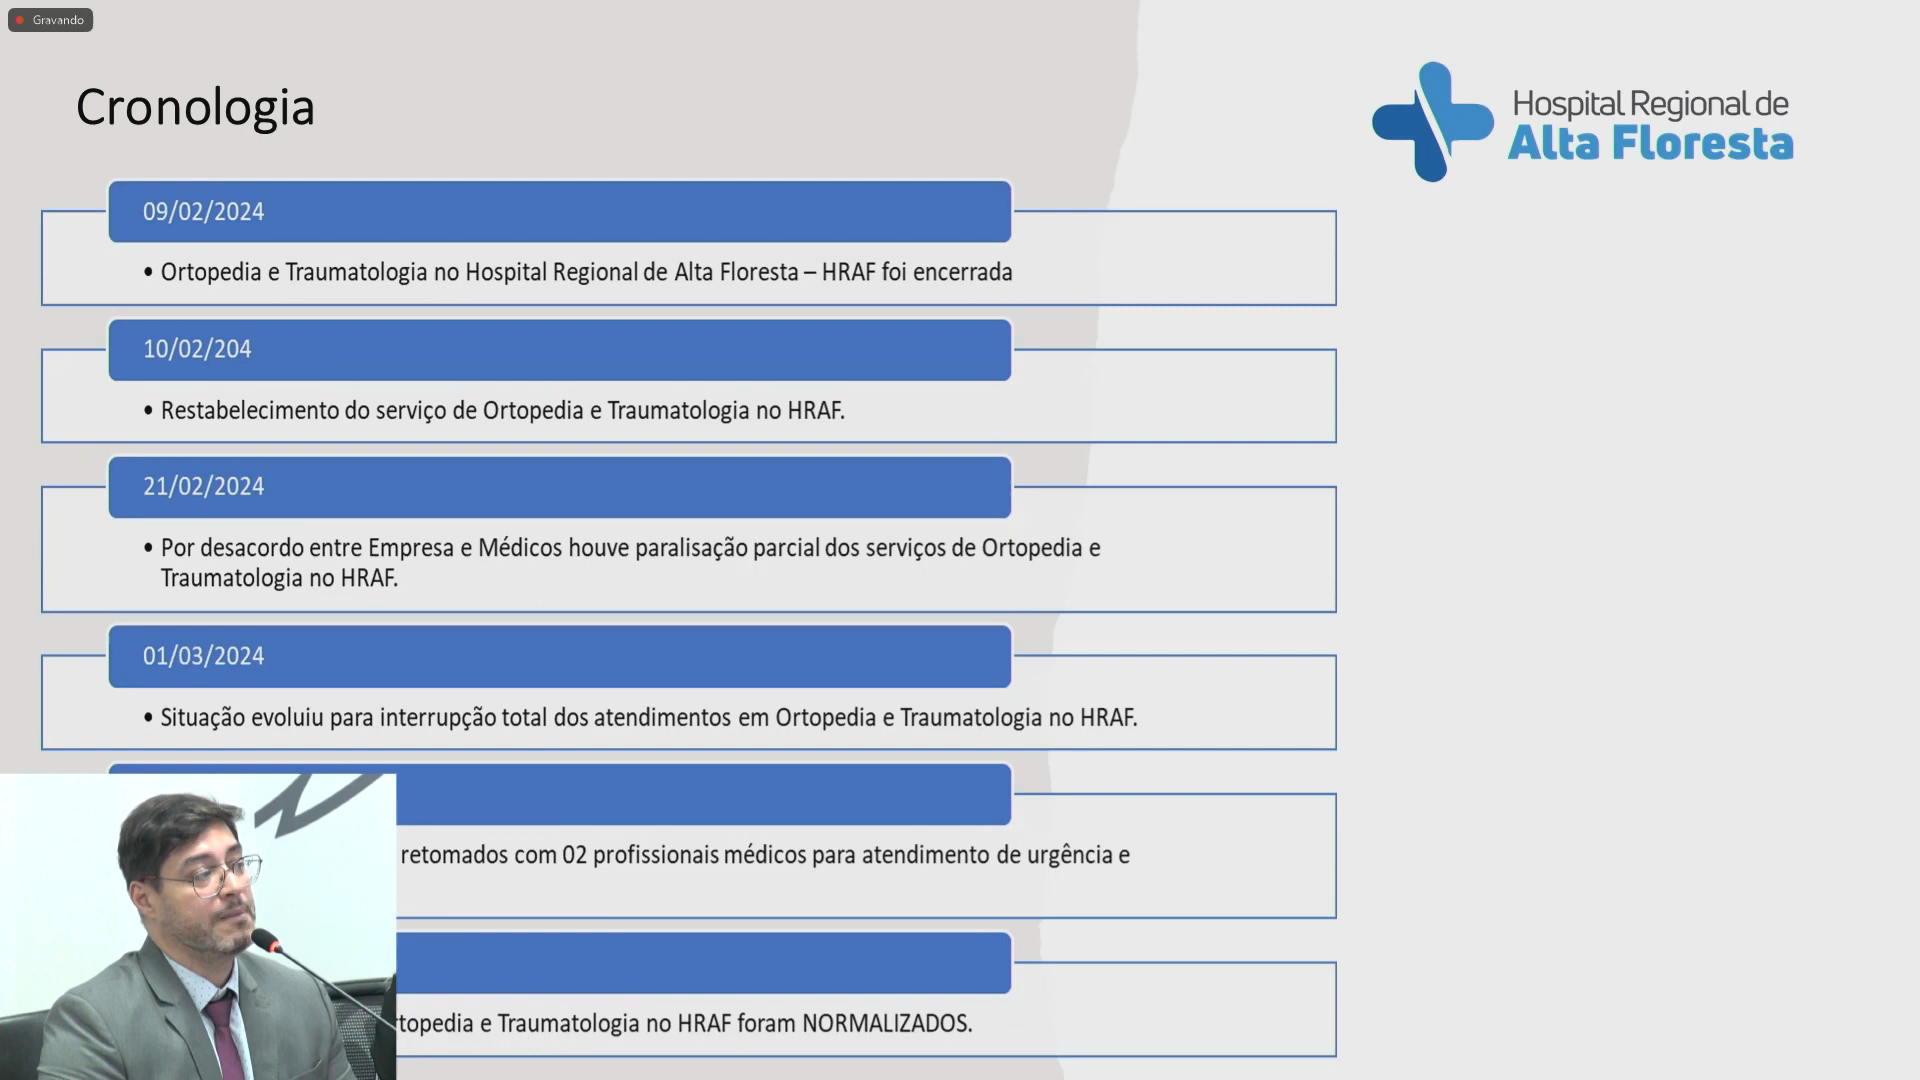 Gravando
Cronologia
Hospital Regional de
Alta Floresta
09/02/2024
• Ortopedia e Traumatologia no Hospital Regional de Alta Floresta – HRAF foi encerrada
10/02/204
• Restabelecimento do serviço de Ortopedia e Traumatologia no HRAF.
21/02/2024
• Por desacordo entre Empresa e Médicos houve paralisação parcial dos serviços de Ortopedia e
Traumatologia no HRAF.
01/03/2024
• Situação evoluiu para interrupção total dos atendimentos em Ortopedia e Traumatologia no HRAF.
retomados com 02 profissionais médicos para atendimento de urgência e
topedia e Traumatologia no HRAF foram NORMALIZADOS.